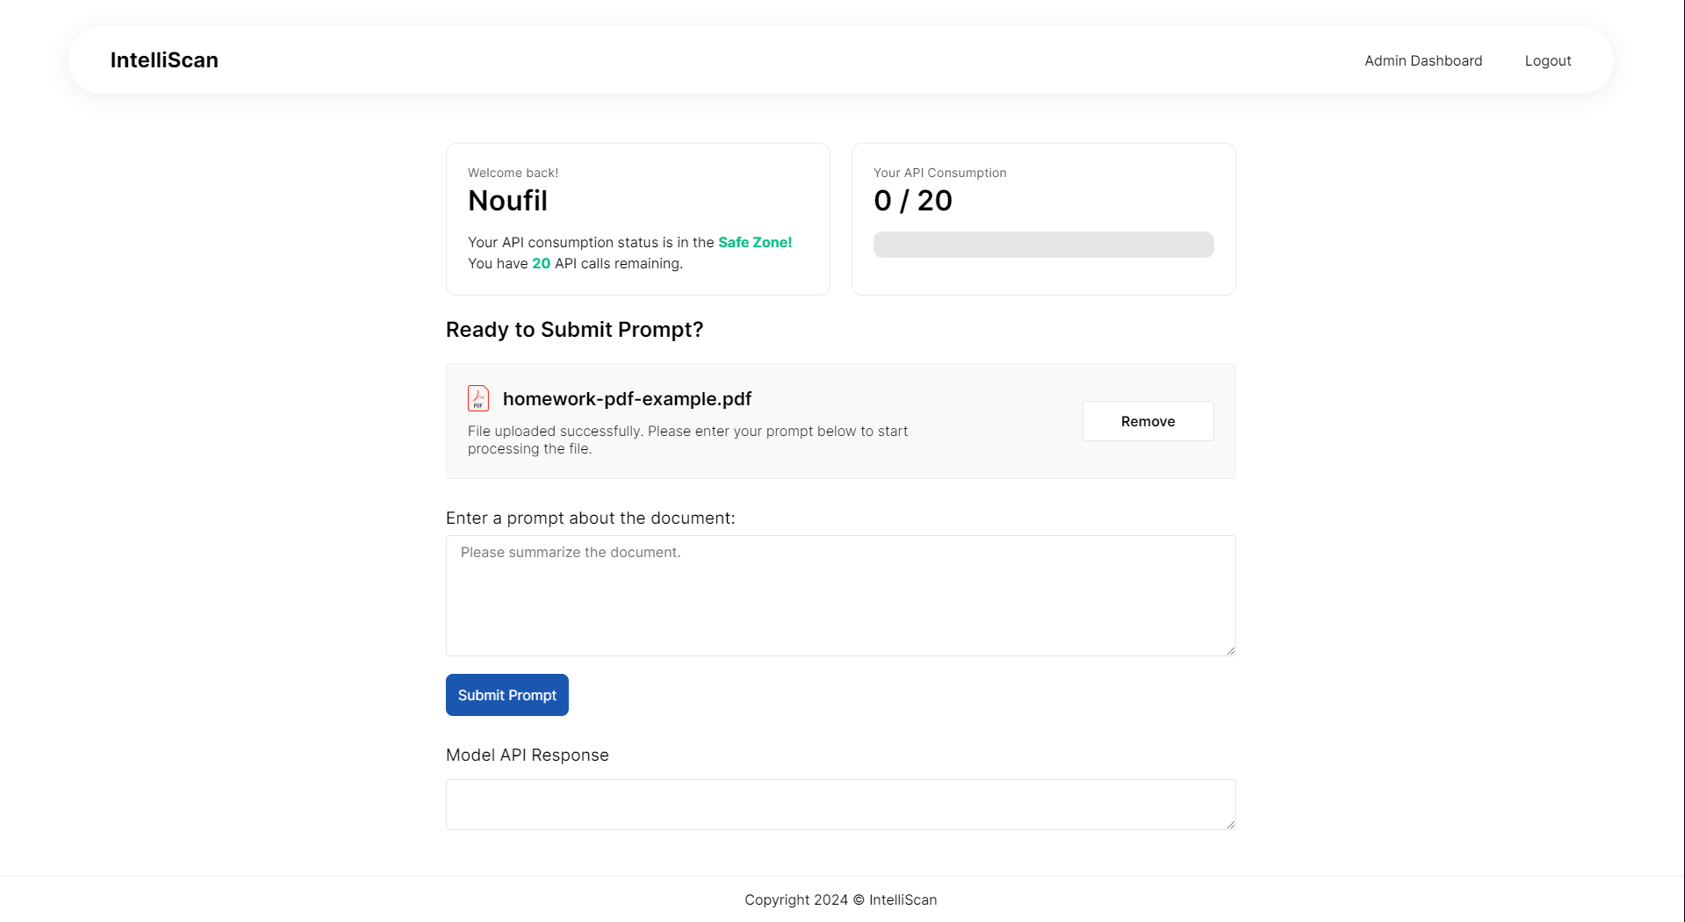 IntelliScan
Admin Dashboard
Logout
Welcome back!
Noufil
Your API consumption status is in the Safe Zone!
You have 20 API calls remaining.
Your API Consumption
0 / 20
Ready to Submit Prompt?
PDF
homework-pdf-example.pdf
File uploaded successfully. Please enter your prompt below to start
processing the file.
Remove
Enter a prompt about the document:
Please summarize the document.
Submit Prompt
Model API Response
Copyright 2024 © IntelliScan